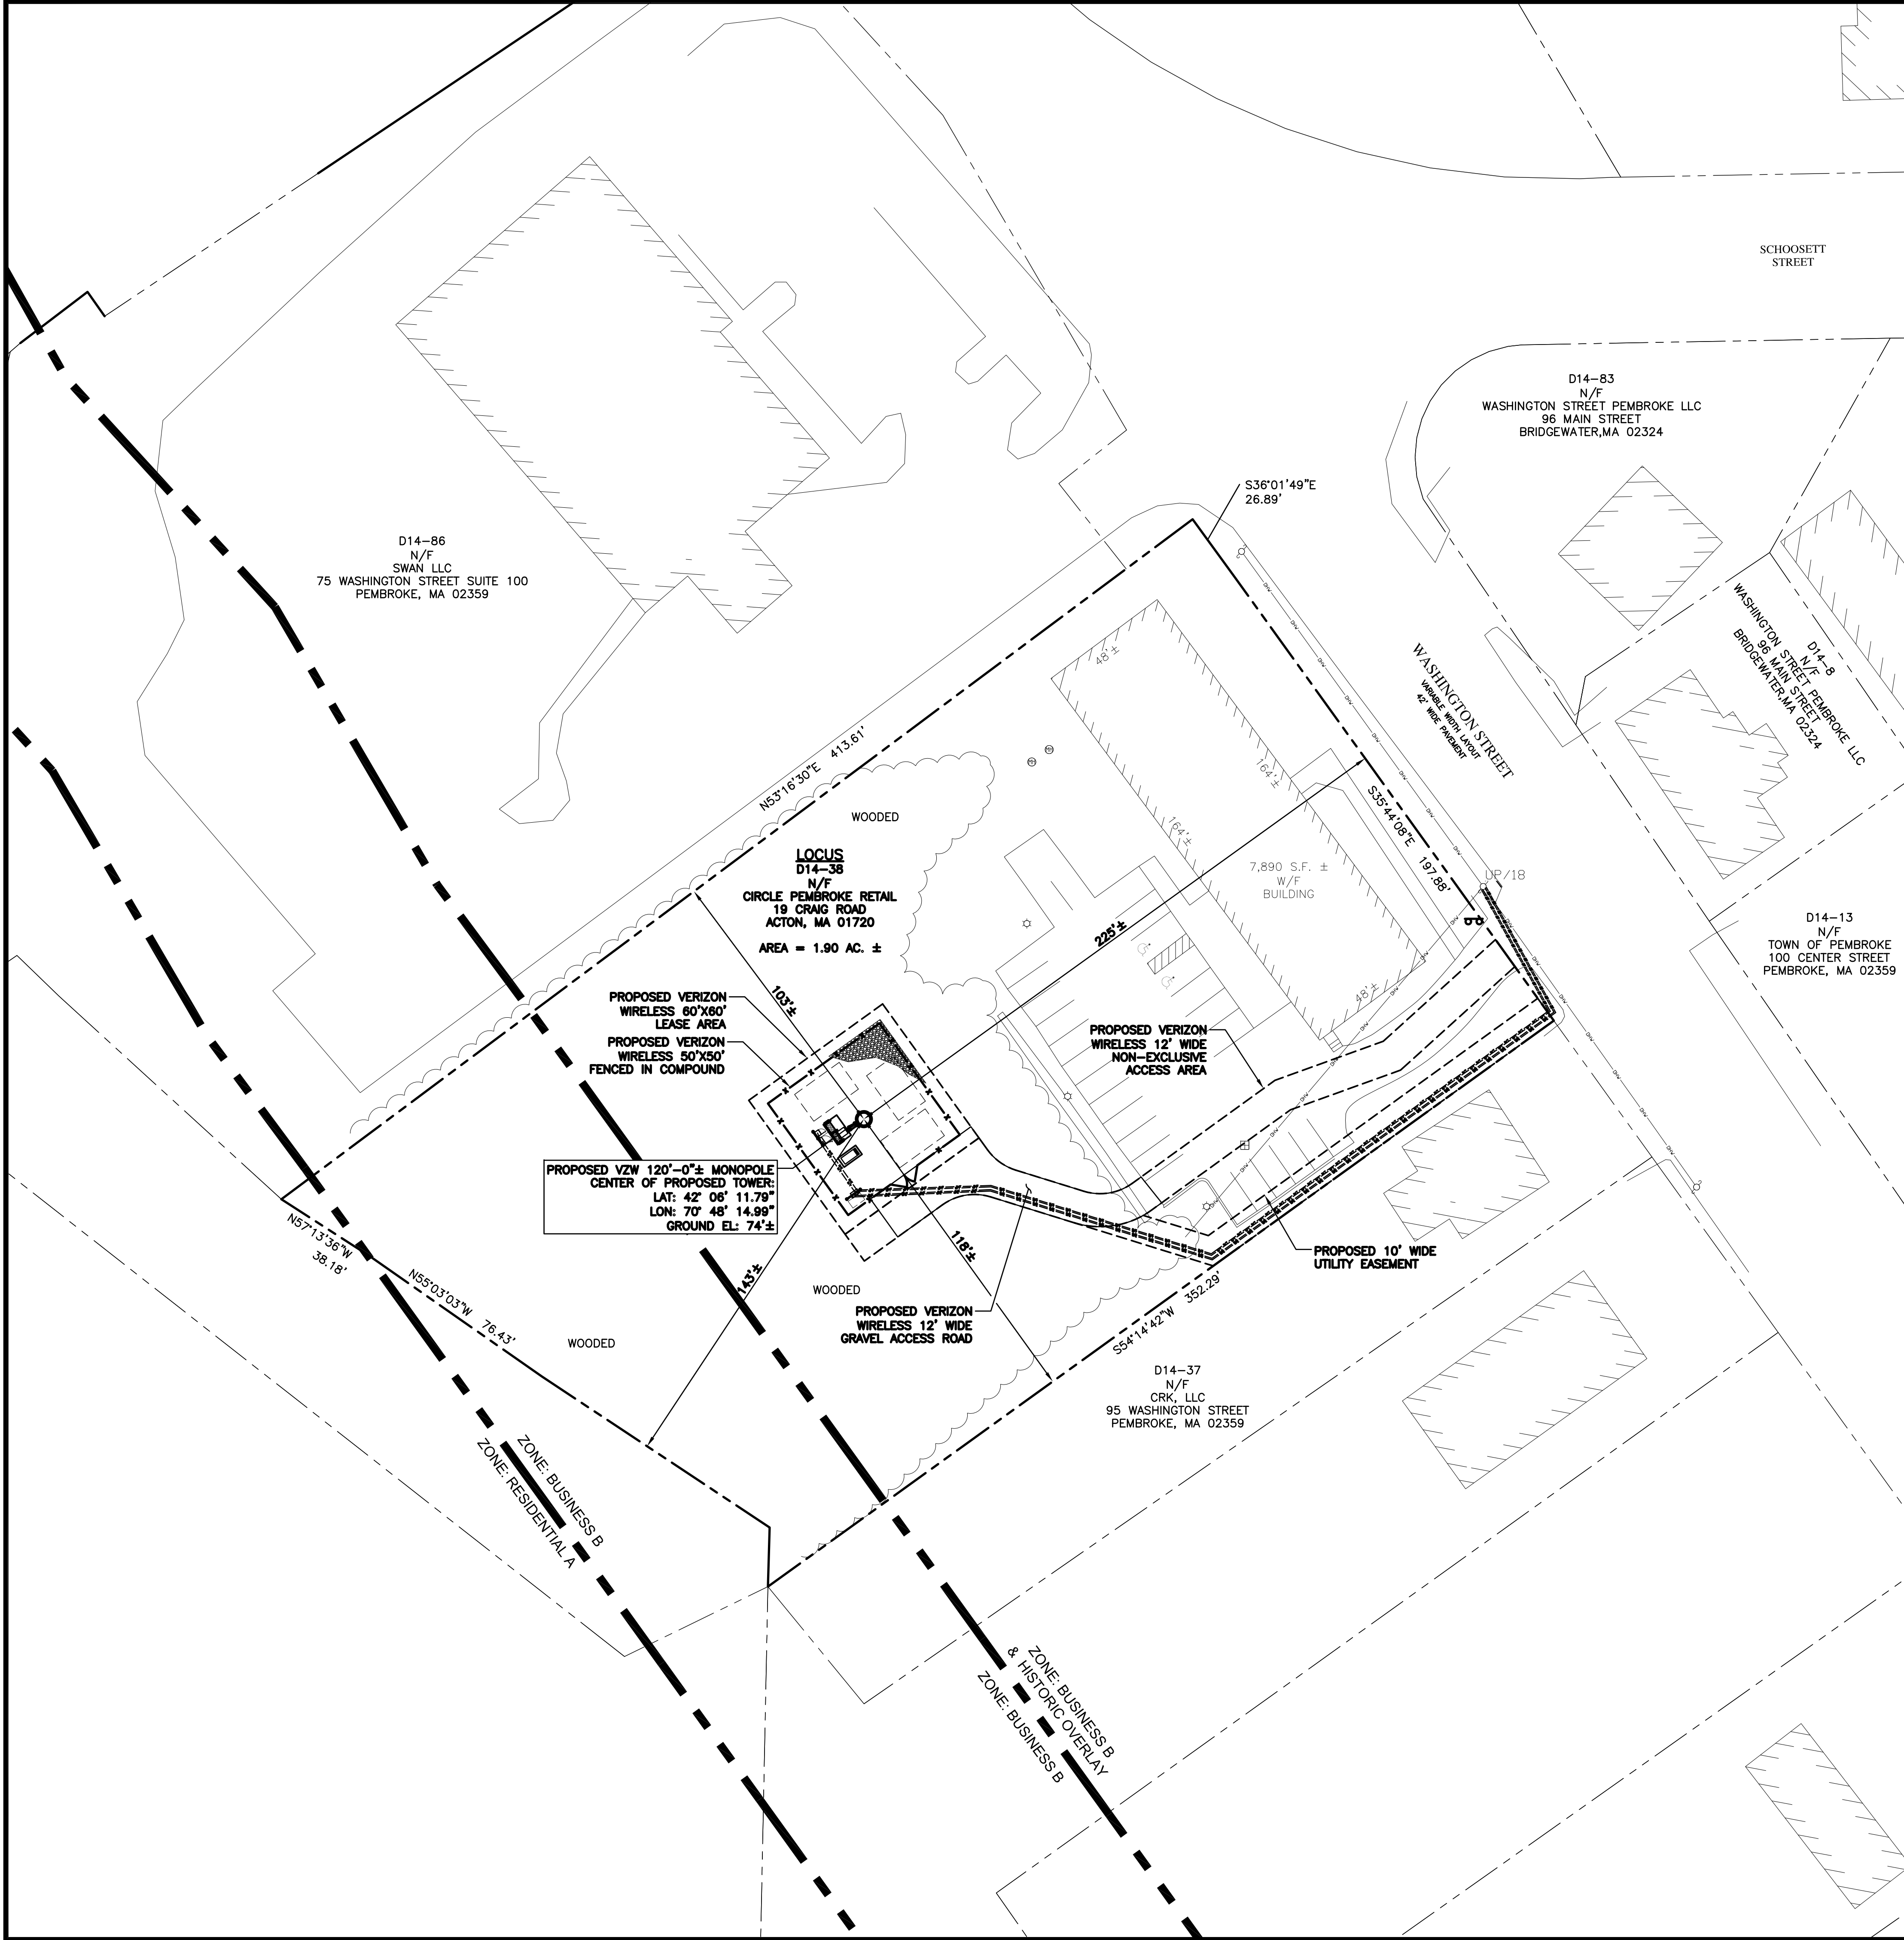 SCHOOSETT
STREET
D14-83
N/F
WASHINGTON STREET PEMBROKE LLC
96 MAIN STREET
BRIDGEWATER,MA 02324
S36°01'49"E
26.89'
D14-86
N/F
SWAN LLC
75 WASHINGTON STREET SUITE 100
PEMBROKE, MA 02359
D14-8
N/F
WASHINGTON STREET PEMBROKE LLC
96 MAIN STREET
BRIDGEWATER,MA 02324
WASHINGTON STREET
VARIABLE WIDTH LAYOUT
42' WIDE PAVEMENT
48'±
164'±
164'±
N53°16'30"E 413.61'
WOODED
S35°44'08"E 197.88'
LOCUS
D14-38
N/F
CIRCLE PEMBROKE RETAIL
19 CRAIG ROAD
ACTON, MA 01720
AREA = 1.90 AC. ±
7,890 S.F. ±
W/F
BUILDING
UP/18
225'±
D14-13
N/F
TOWN OF PEMBROKE
100 CENTER STREET
PEMBROKE, MA 02359
103'±
48'±
PROPOSED VERIZON
WIRELESS 60'X60'
LEASE AREA
PROPOSED VERIZON
WIRELESS 50'X50'
FENCED IN COMPOUND
PROPOSED VERIZON
WIRELESS 12' WIDE
NON-EXCLUSIVE
ACCESS AREA
PROPOSED VZW 120'-0"± MONOPOLE
CENTER OF PROPOSED TOWER:
LAT: 42° 06' 11.79"
LON: 70° 48' 14.99"
GROUND EL: 74'±
N57°13'36"W
38.18'
118'±
143'±
PROPOSED 10' WIDE
UTILITY EASEMENT
N55°03'03"W 76.43'
WOODED
PROPOSED VERIZON
WIRELESS 12' WIDE
GRAVEL ACCESS ROAD
S54°14'42"W 352.29'
WOODED
D14-37
N/F
CRK, LLC
95 WASHINGTON STREET
PEMBROKE, MA 02359
ZONE: BUSINESS B
ZONE: RESIDENTIAL A
ZONE: BUSINESS B
& HISTORIC OVERLAY
ZONE: BUSINESS B